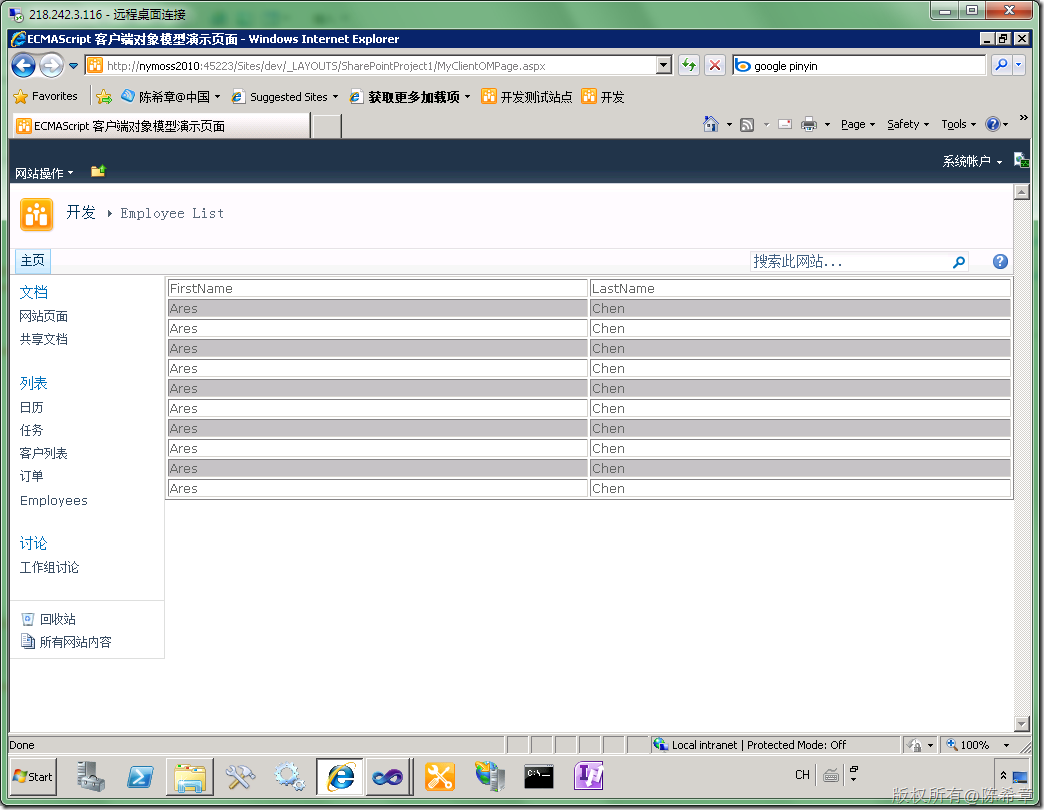 218.242.3.116 - 远程桌面连接
ECMAScript 客户端对象模型演示页面 - Windows Internet Explorer
http://nymoss2010:45223/Sites/dev/_LAYOUTS/SharePointProject1/MyClientOMPage.aspx
google pinyin
Favorites 陈希章@中国 Suggested Sites 获取更多加载项 开发测试站点 开发
ECMAScript 客户端对象模型演示页面
Page Safety Tools
网站操作 系统帐户
开发 Employee List
主页 搜索此网站...
文档
网站页面
共享文档
列表
日历
任务
客户列表
订单
Employees
讨论
工作组讨论
回收站
所有网站内容
FirstName LastName
Ares Chen
Ares Chen
Ares Chen
Ares Chen
Ares Chen
Ares Chen
Ares Chen
Ares Chen
Ares Chen
Ares Chen
Done Local intranet | Protected Mode: Off 100%
Start CH
版权所有@陈希章